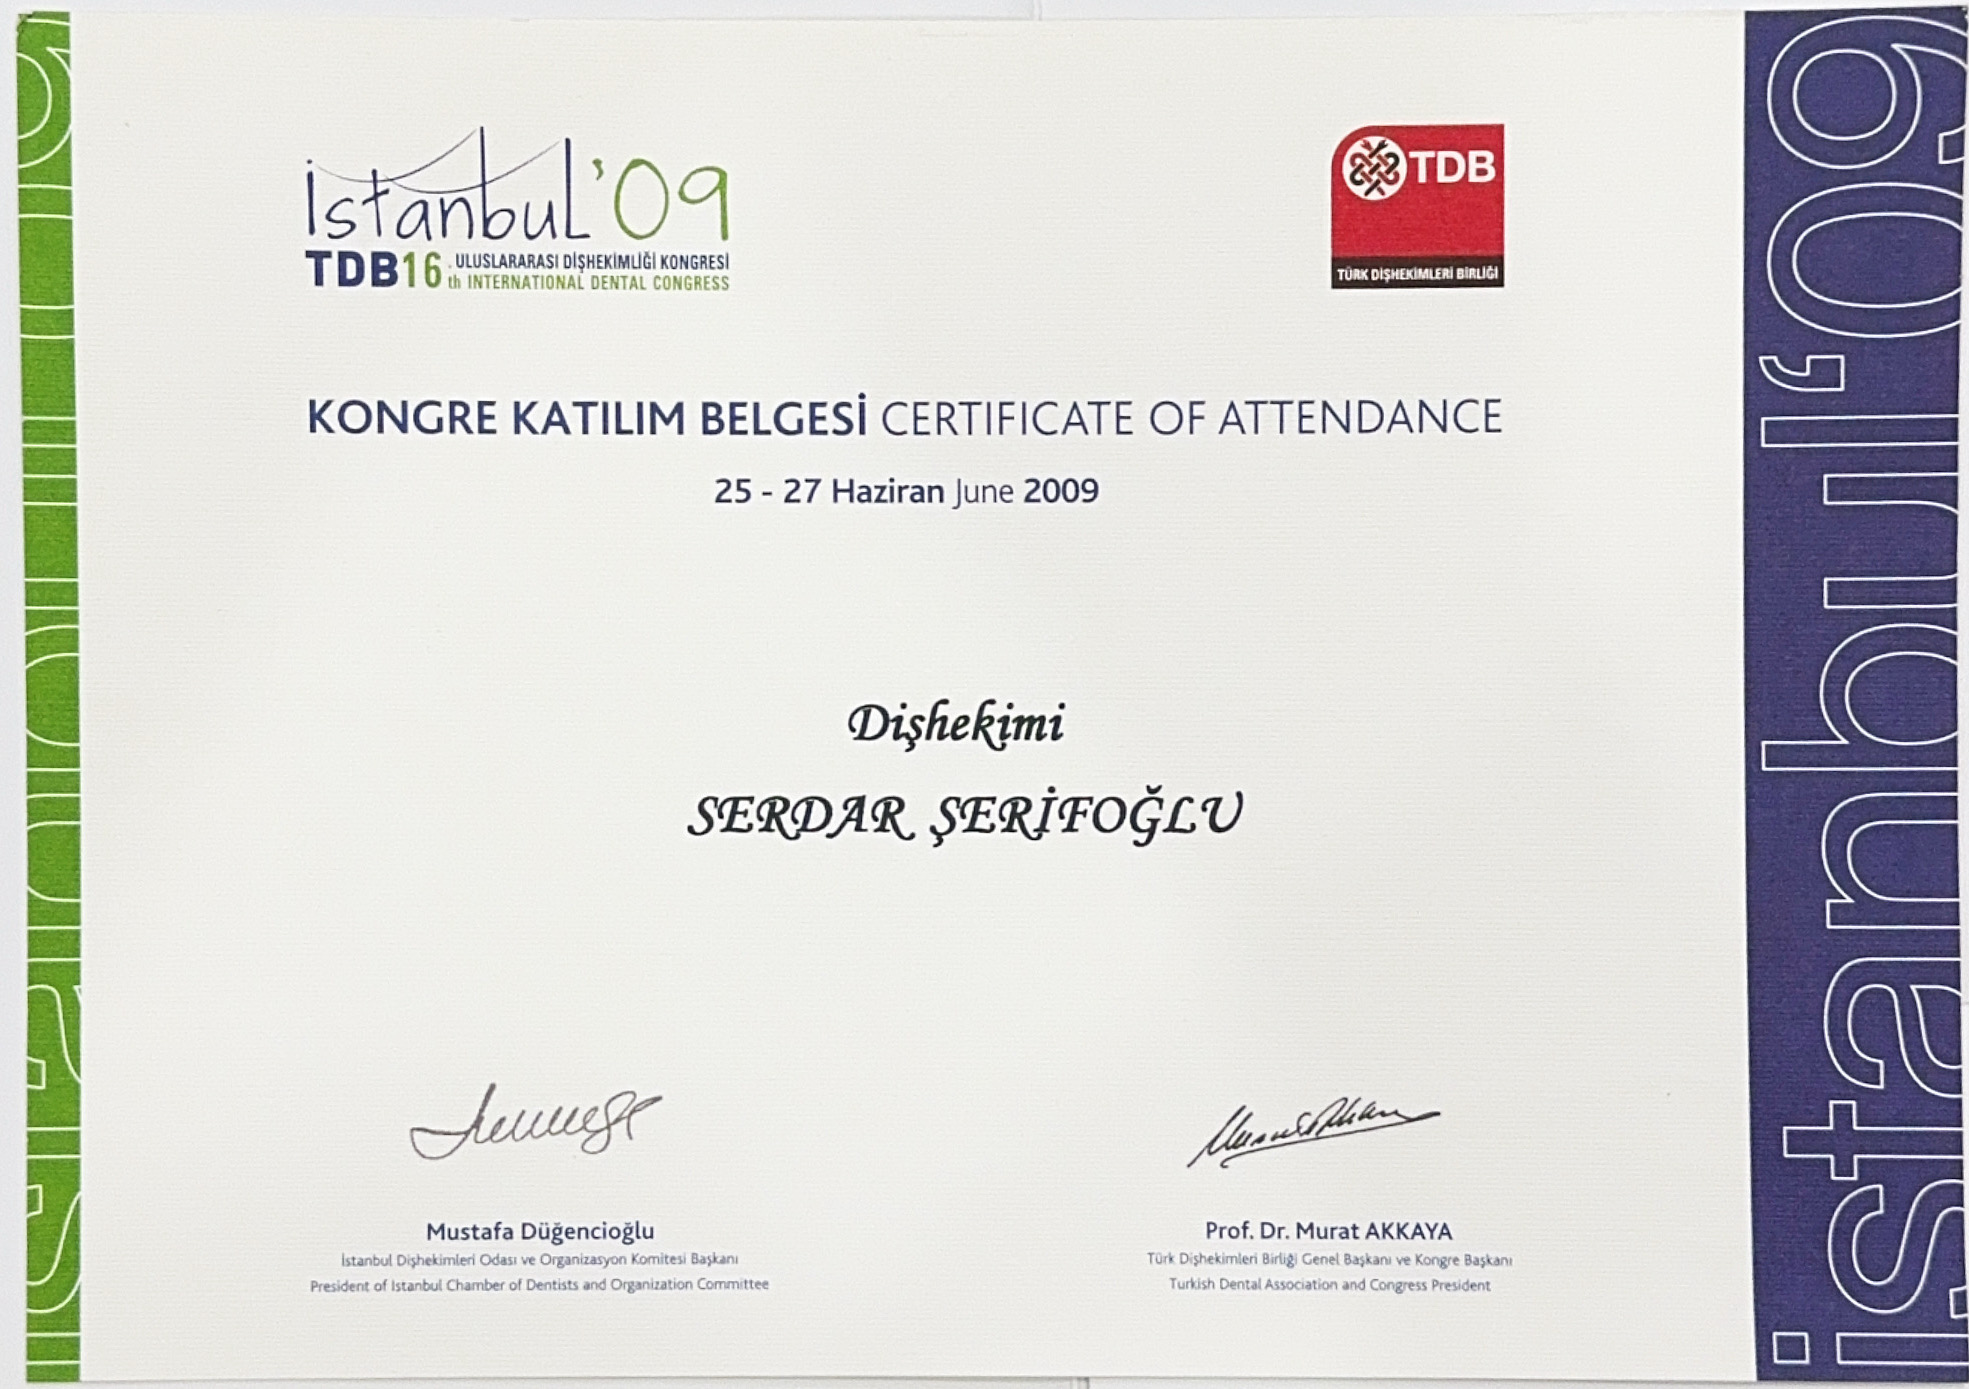 İstanbul '09
TDB16. ULUSLARARASI DİŞHEKİMLİĞİ KONGRESİ
th INTERNATIONAL DENTAL CONGRESS
TDB
TÜRK DİŞHEKİMLERİ BİRLİĞİ
KONGRE KATILIM BELGESİ CERTIFICATE OF ATTENDANCE
25 - 27 Haziran June 2009
Dişhekimi
SERDAR ŞERİFOĞLU
Mustafa Düğencioğlu
İstanbul Dişhekimleri Odası ve Organizasyon Komitesi Başkanı
President of Istanbul Chamber of Dentists and Organization Committee
Prof. Dr. Murat AKKAYA
Türk Dişhekimleri Birliği Genel Başkanı ve Kongre Başkanı
Turkish Dental Association and Congress President
istanbul'09